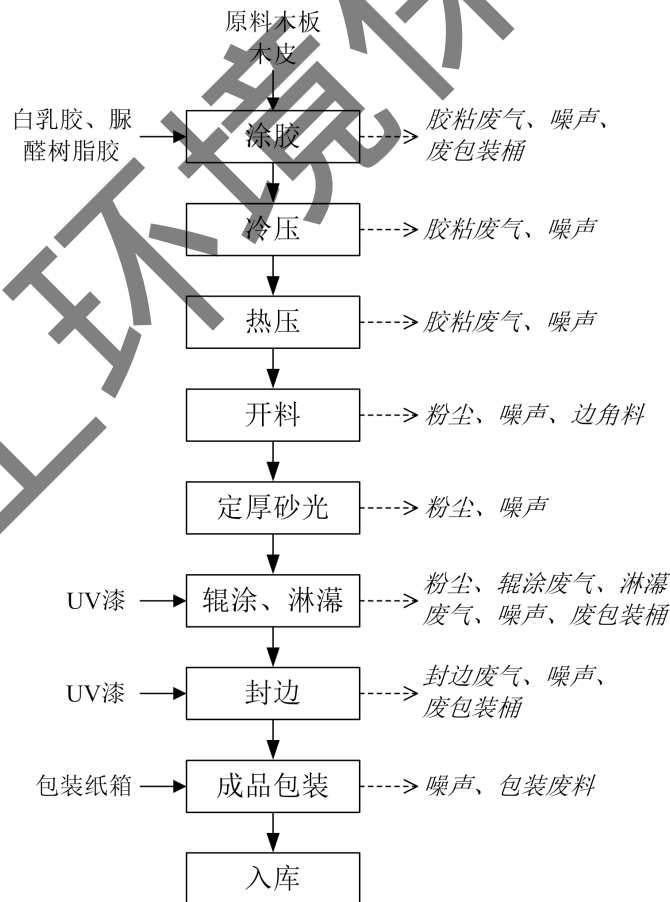 原料木板
木皮
白乳胶、脲
醛树脂胶
涂胶
胶粘废气、噪声、
废包装桶
冷压
胶粘废气、噪声
热压
胶粘废气、噪声
开料
粉尘、噪声、边角料
定厚砂光
粉尘、噪声
UV漆
辊涂、淋幕
粉尘、辊涂废气、淋幕
废气、噪声、废包装桶
UV漆
封边
封边废气、噪声、
废包装桶
包装纸箱
成品包装
噪声、包装废料
入库
环境保